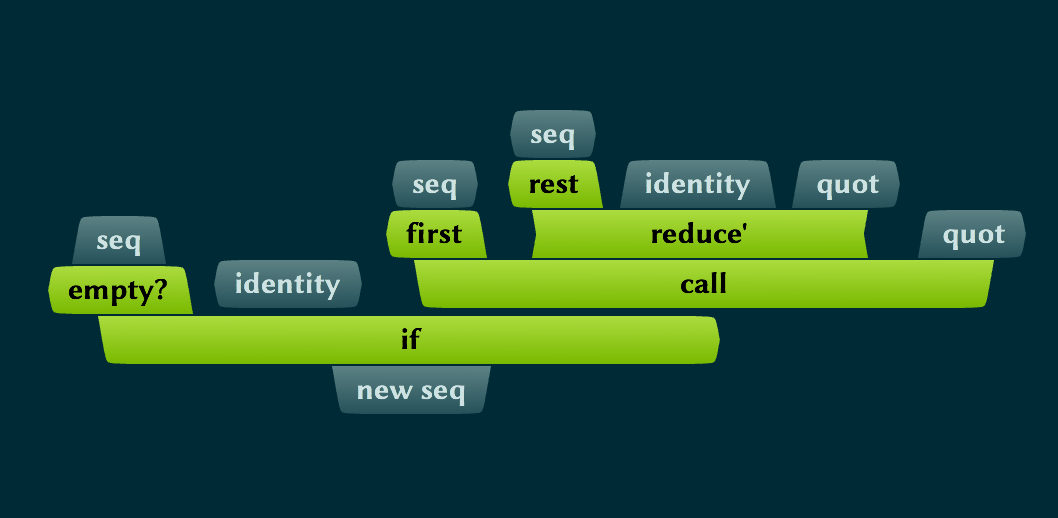 seq
seq rest identity quot
seq first reduce' quot
empty? identity call
if
new seq